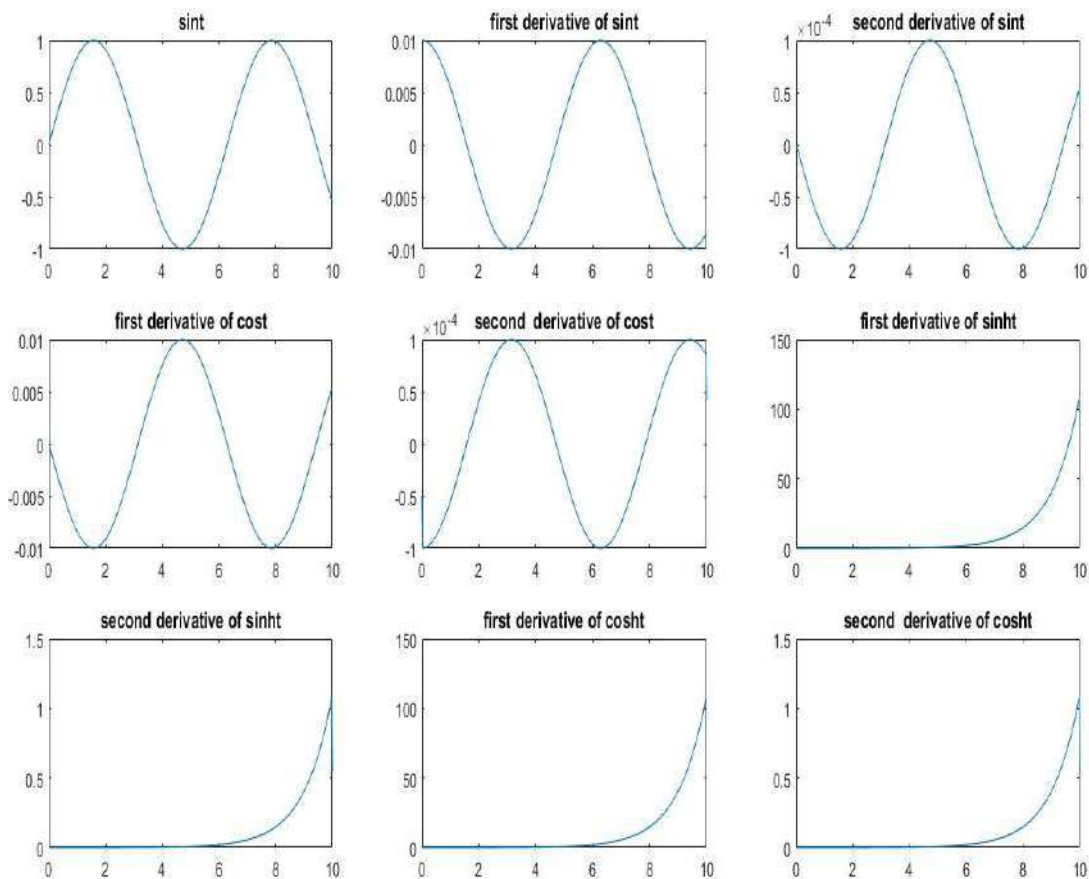 sint
1
0.5
0
-0.5
-1
0 2 4 6 8 10
first derivative of sint
0.01
0.005
0
-0.005
-0.01
0 2 4 6 8 10
×10-4
second derivative of sint
1
0.5
0
-0.5
-1
0 2 4 6 8 10
first derivative of cost
0.01
0.005
0
-0.005
-0.01
0 2 4 6 8 10
×10-4
second derivative of cost
1
0.5
0
-0.5
-1
0 2 4 6 8 10
first derivative of sinht
150
100
50
0
0 2 4 6 8 10
second derivative of sinht
1.5
1
0.5
0
0 2 4 6 8 10
first derivative of cosht
150
100
50
0
0 2 4 6 8 10
second derivative of cosht
1.5
1
0.5
0
0 2 4 6 8 10